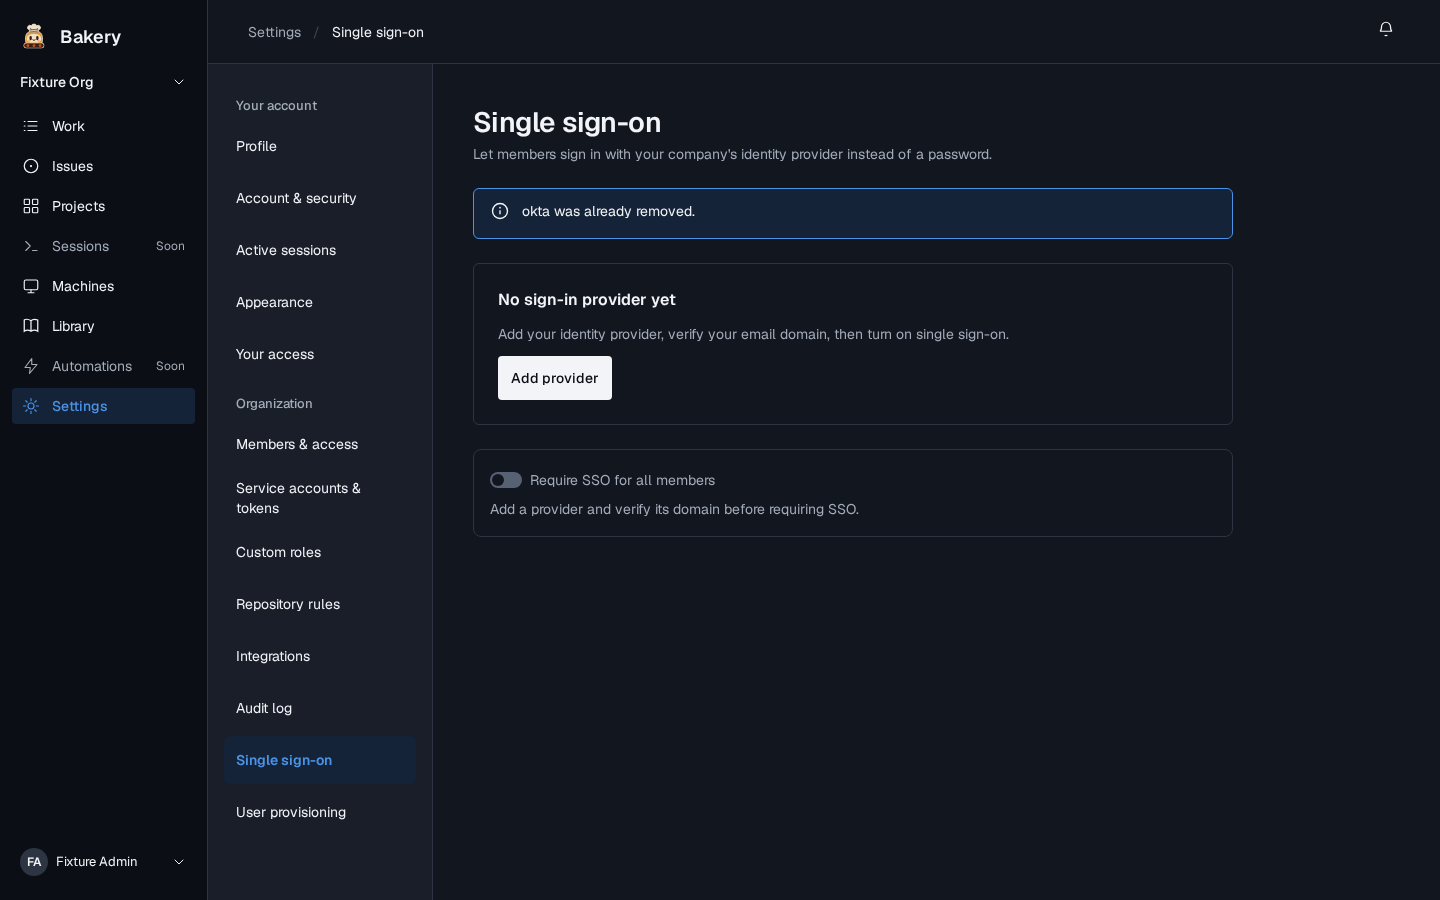 Bakery
Fixture Org
Work
Issues
Projects
Sessions Soon
Machines
Library
Automations Soon
Settings
FA Fixture Admin
Settings / Single sign-on
Your account
Profile
Account & security
Active sessions
Appearance
Your access
Organization
Members & access
Service accounts &
tokens
Custom roles
Repository rules
Integrations
Audit log
Single sign-on
User provisioning
Single sign-on
Let members sign in with your company's identity provider instead of a password.
okta was already removed.
No sign-in provider yet
Add your identity provider, verify your email domain, then turn on single sign-on.
Add provider
Require SSO for all members
Add a provider and verify its domain before requiring SSO.